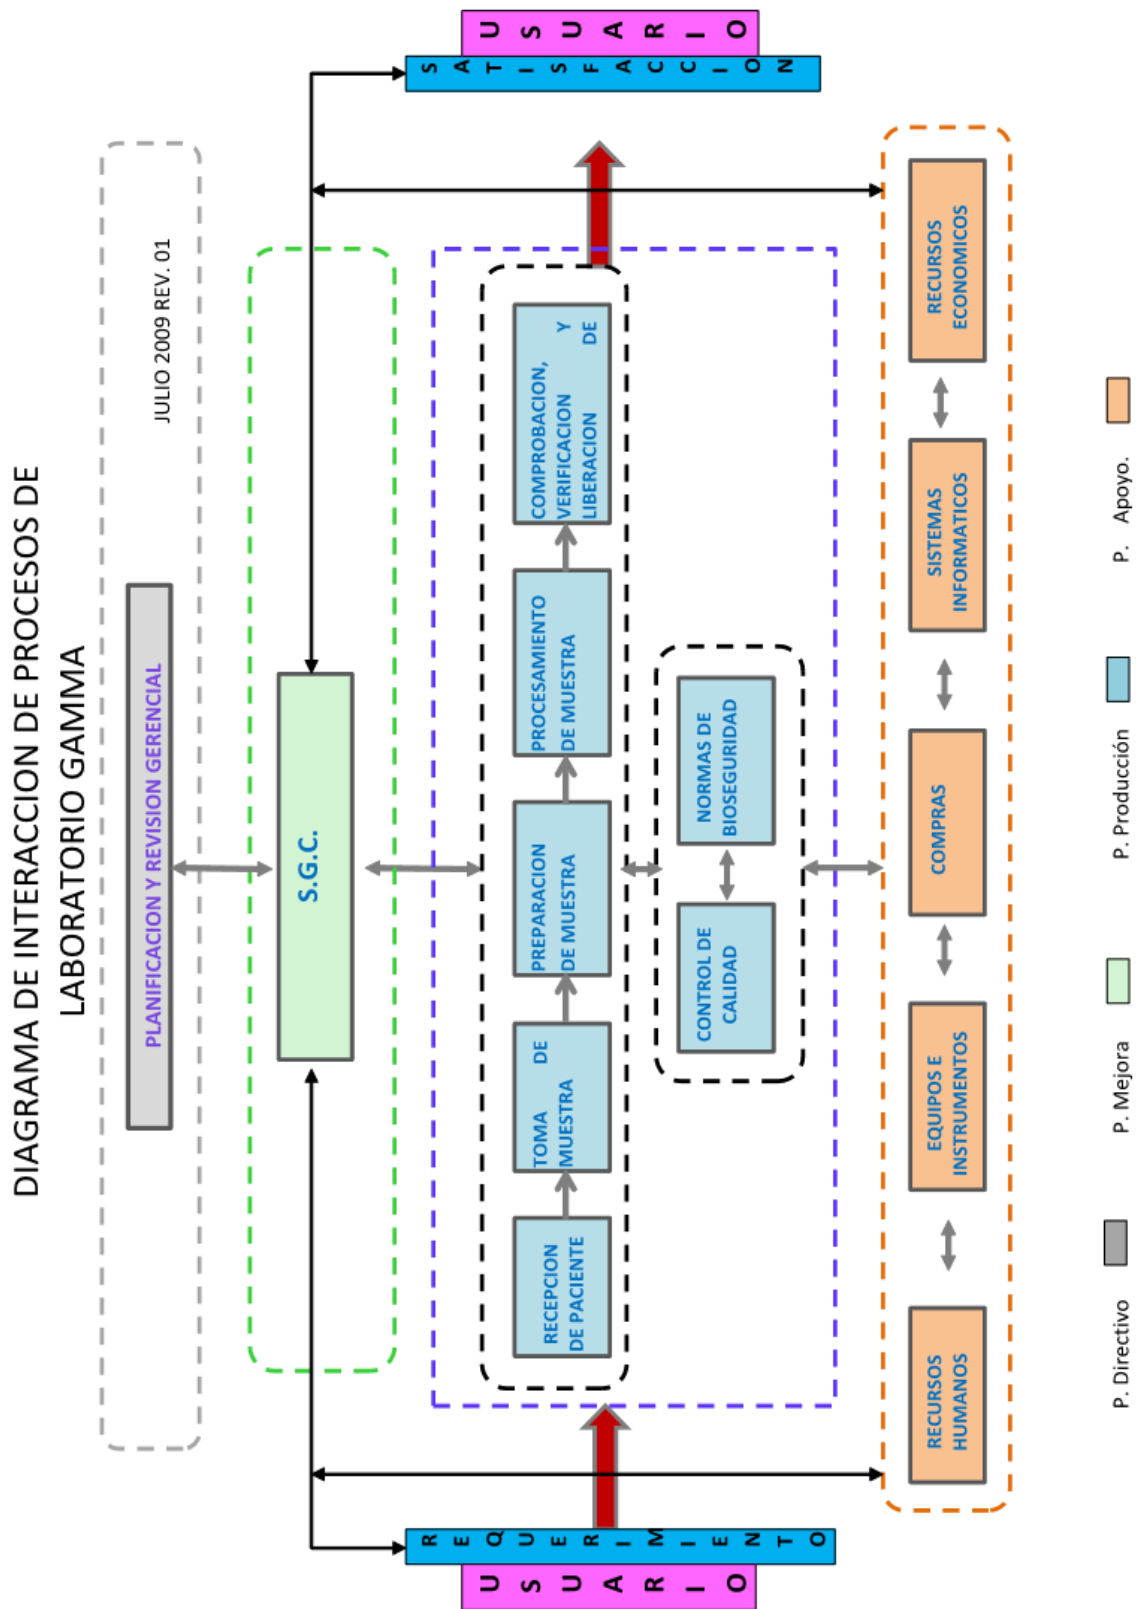 DIAGRAMA DE INTERACCION DE PROCESOS DE
LABORATORIO GAMMA
JULIO 2009 REV. 01
PLANIFICACION Y REVISION GERENCIAL
S.G.C.
USUARIO
REQUERIMIENTO
RECEPCION
DE PACIENTE
TOMA DE
MUESTRA
PREPARACION
DE MUESTRA
PROCESAMIENTO
DE MUESTRA
COMPROBACION,
VERIFICACION Y
LIBERACION DE
SATISFACCION
USUARIO
CONTROL DE
CALIDAD
NORMAS DE
BIOSEGURIDAD
RECURSOS
HUMANOS
EQUIPOS E
INSTRUMENTOS
COMPRAS
SISTEMAS
INFORMATICOS
RECURSOS
ECONOMICOS
P. Directivo
P. Mejora
P. Producción
P. Apoyo.